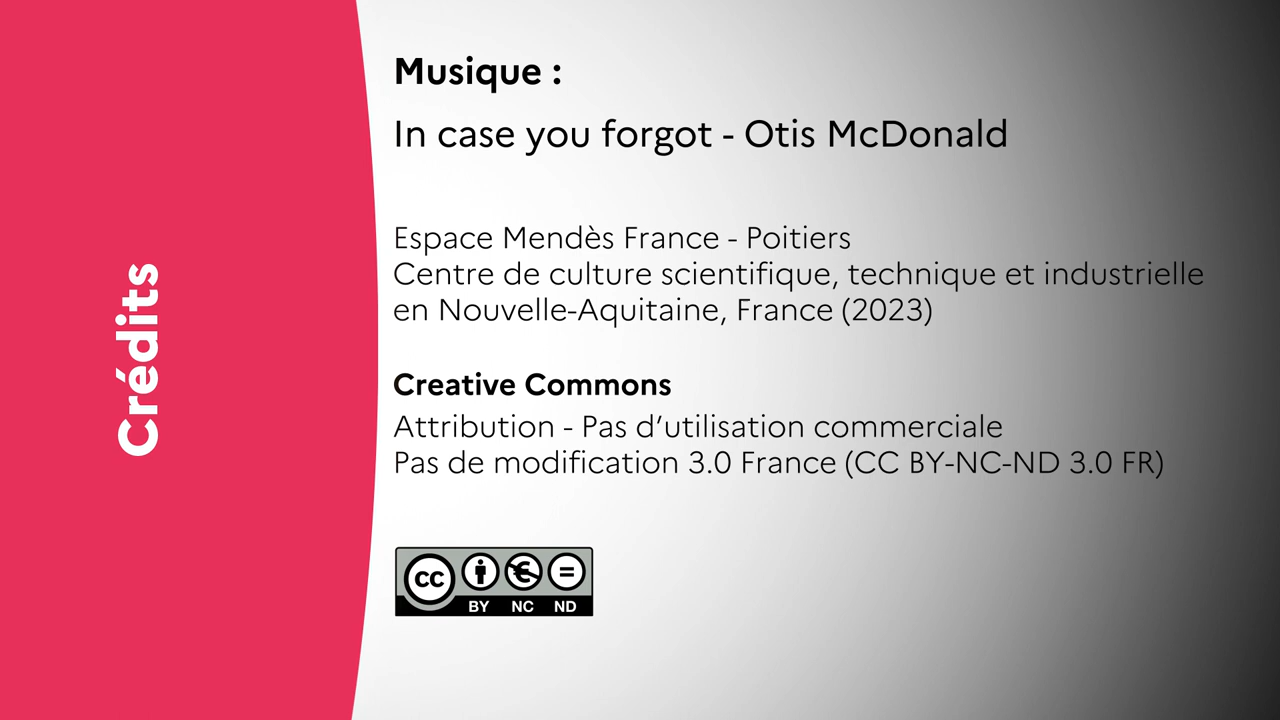 Crédits
Musique :
In case you forgot - Otis McDonald
Espace Mendès France - Poitiers
Centre de culture scientifique, technique et industrielle
en Nouvelle-Aquitaine, France (2023)
Creative Commons
Attribution - Pas d’utilisation commerciale
Pas de modification 3.0 France (CC BY-NC-ND 3.0 FR)
cc
BY NC ND